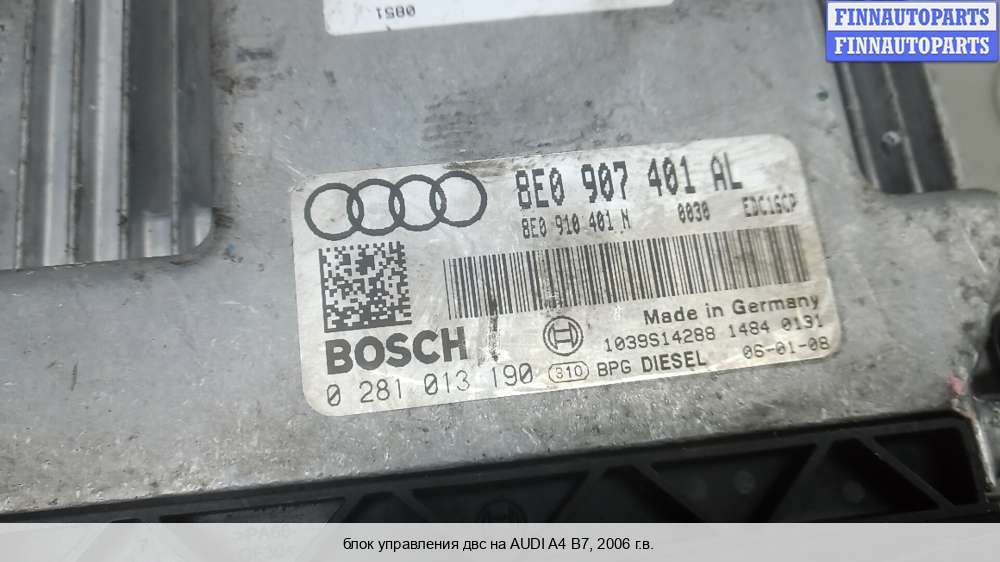 0851
FINNAUTOPARTS
FINNAUTOPARTS
8E0 907 401 AL
8E0 910 401 N 0030 EDC16CP
Made in Germany
BOSCH 1039S14288 1484 0131
0 281 013 190 310 BPG DIESEL 06-01-08
блок управления двс на AUDI A4 B7, 2006 г.в.